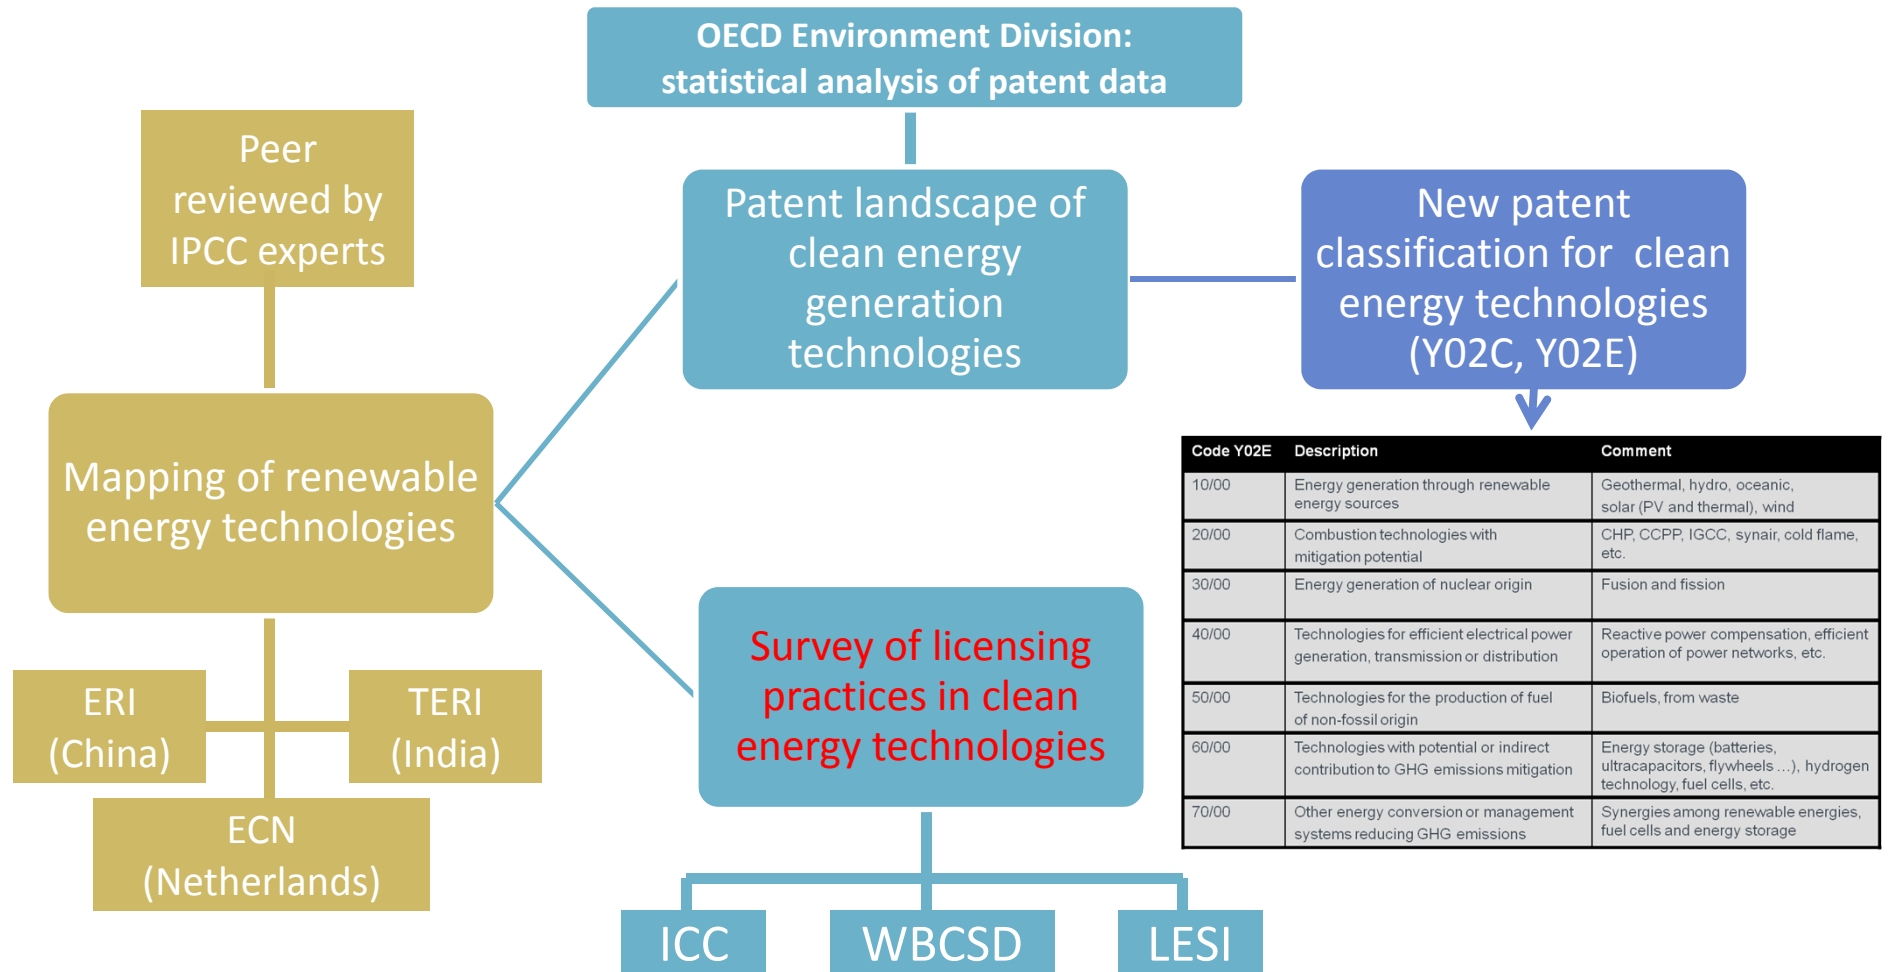 OECD Environment Division:
statistical analysis of patent data
Peer
reviewed by
IPCC experts
Patent landscape of
clean energy
generation
technologies
New patent
classification for clean
energy technologies
(Y02C, Y02E)
Mapping of renewable
energy technologies
ERI
(China)
TERI
(India)
ECN
(Netherlands)
Survey of licensing
practices in clean
energy technologies
ICC
WBCSD
LESI
Code Y02E Description Comment
10/00 Energy generation through renewable Geothermal, hydro, oceanic,
energy sources solar (PV and thermal), wind
20/00 Combustion technologies with CHP, CCPP, IGCC, synair, cold flame,
mitigation potential etc.
30/00 Energy generation of nuclear origin Fusion and fission
40/00 Technologies for efficient electrical power Reactive power compensation, efficient
generation, transmission or distribution operation of power networks, etc.
50/00 Technologies for the production of fuel Biofuels, from waste
of non-fossil origin
60/00 Technologies with potential or indirect Energy storage (batteries,
contribution to GHG emissions mitigation ultracapacitors, flywheels ...), hydrogen
technology, fuel cells, etc.
70/00 Other energy conversion or management Synergies among renewable energies,
systems reducing GHG emissions fuel cells and energy storage